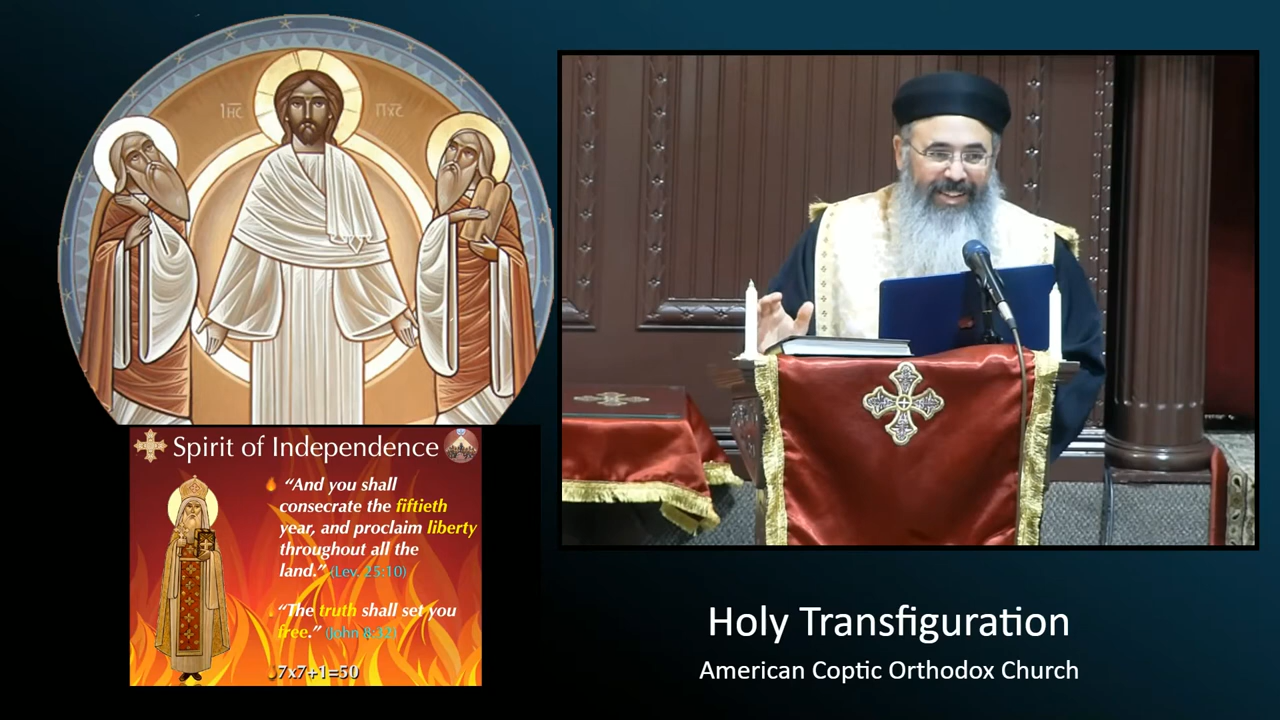 ⲒⲎ̅Ⲥ̅
ⲠⲬ̅Ⲥ̅
Spirit of Independence
“And you shall
consecrate the fiftieth
year, and proclaim liberty
throughout all the
land.” (Lev. 25:10)
“The truth shall set you
free.” (John 8:32)
7x7+1=50
Holy Transfiguration
American Coptic Orthodox Church